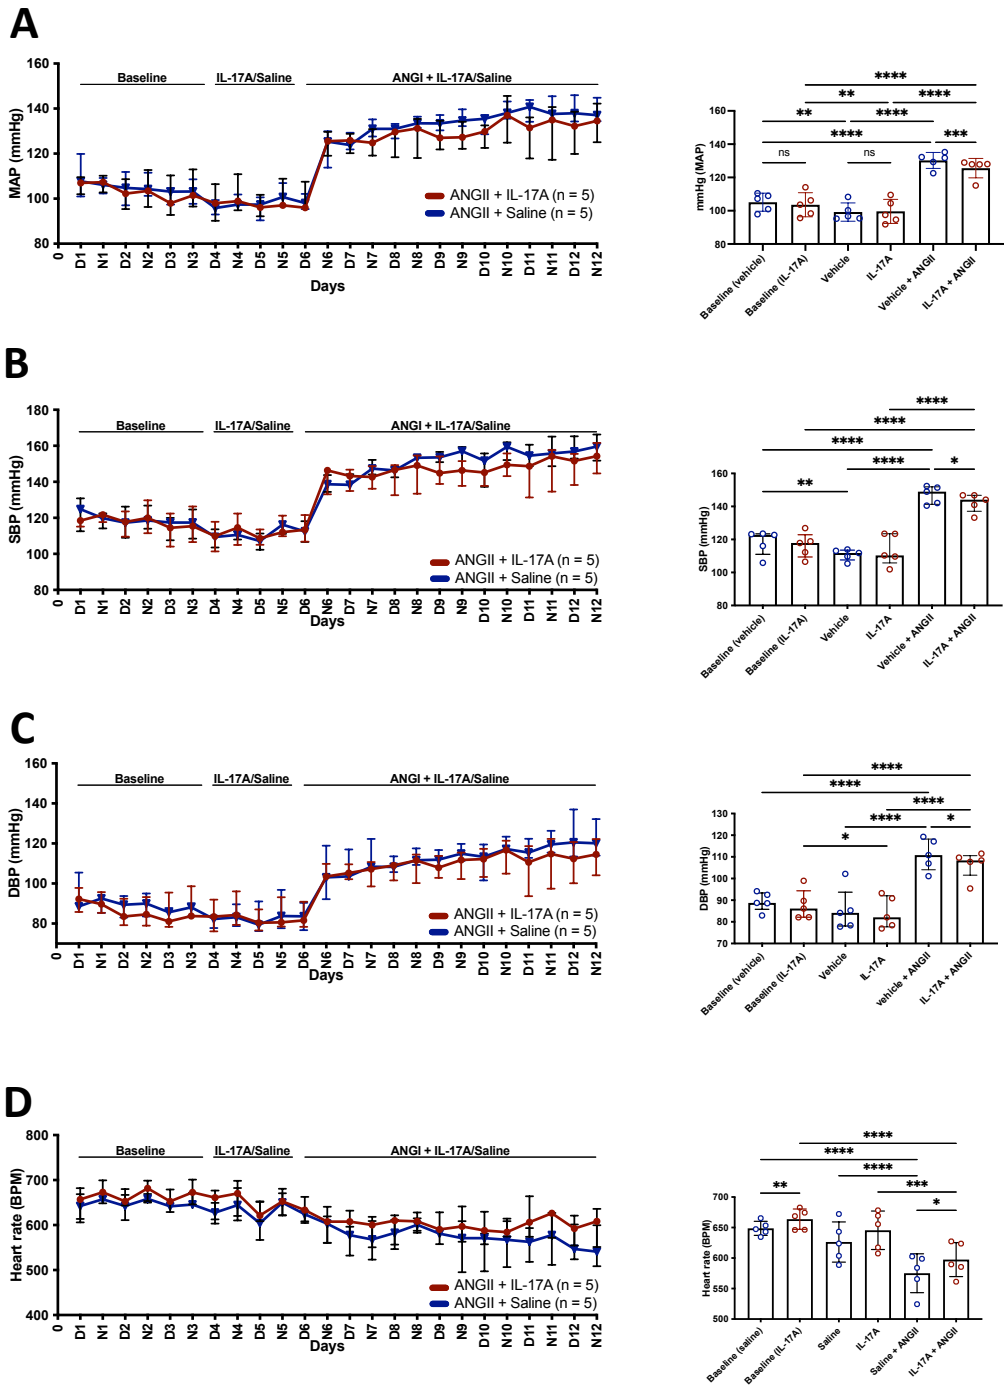 A
Baseline IL-17A/Saline ANGI + IL-17A/Saline
MAP (mmHg)
160
140
120
100
80
ANGII + IL-17A (n = 5)
ANGII + Saline (n = 5)
0 D1 N1 D2 N2 D3 N3 D4 N4 D5 N5 D6 N6 D7 N7 D8 N8 D9 N9 D10 N10 D11 N11 D12 N12
Days
mmHg (MAP)
160
140
120
100
80
****
** ****
** ****
**** ***
ns ns
Baseline (vehicle) Baseline (IL-17A) Vehicle IL-17A Vehicle + ANGII IL-17A + ANGII
B
Baseline IL-17A/Saline ANGI + IL-17A/Saline
SBP (mmHg)
180
160
140
120
100
80
ANGII + IL-17A (n = 5)
ANGII + Saline (n = 5)
0 D1 N1 D2 N2 D3 N3 D4 N4 D5 N5 D6 N6 D7 N7 D8 N8 D9 N9 D10 N10 D11 N11 D12 N12
Days
SBP (mmHg)
160
140
120
100
80
****
****
****
**** *
**
Baseline (vehicle) Baseline (IL-17A) Vehicle IL-17A Vehicle + ANGII IL-17A + ANGII
C
Baseline IL-17A/Saline ANGI + IL-17A/Saline
DBP (mmHg)
160
140
120
100
80
ANGII + IL-17A (n = 5)
ANGII + Saline (n = 5)
0 D1 N1 D2 N2 D3 N3 D4 N4 D5 N5 D6 N6 D7 N7 D8 N8 D9 N9 D10 N10 D11 N11 D12 N12
Days
DBP (mmHg)
130
120
110
100
90
80
70
****
****
****
**** *
*
Baseline (vehicle) Baseline (IL-17A) Vehicle IL-17A vehicle + ANGII IL-17A + ANGII
D
Baseline IL-17A/Saline ANGI + IL-17A/Saline
Heart rate (BPM)
800
700
600
500
400
ANGII + IL-17A (n = 5)
ANGII + Saline (n = 5)
0 D1 N1 D2 N2 D3 N3 D4 N4 D5 N5 D6 N6 D7 N7 D8 N8 D9 N9 D10 N10 D11 N11 D12 N12
Days
Heart rate (BPM)
700
650
600
550
500
****
****
****
** ***
*
Baseline (saline) Baseline (IL-17A) Saline IL-17A Saline + ANGII IL-17A + ANGII